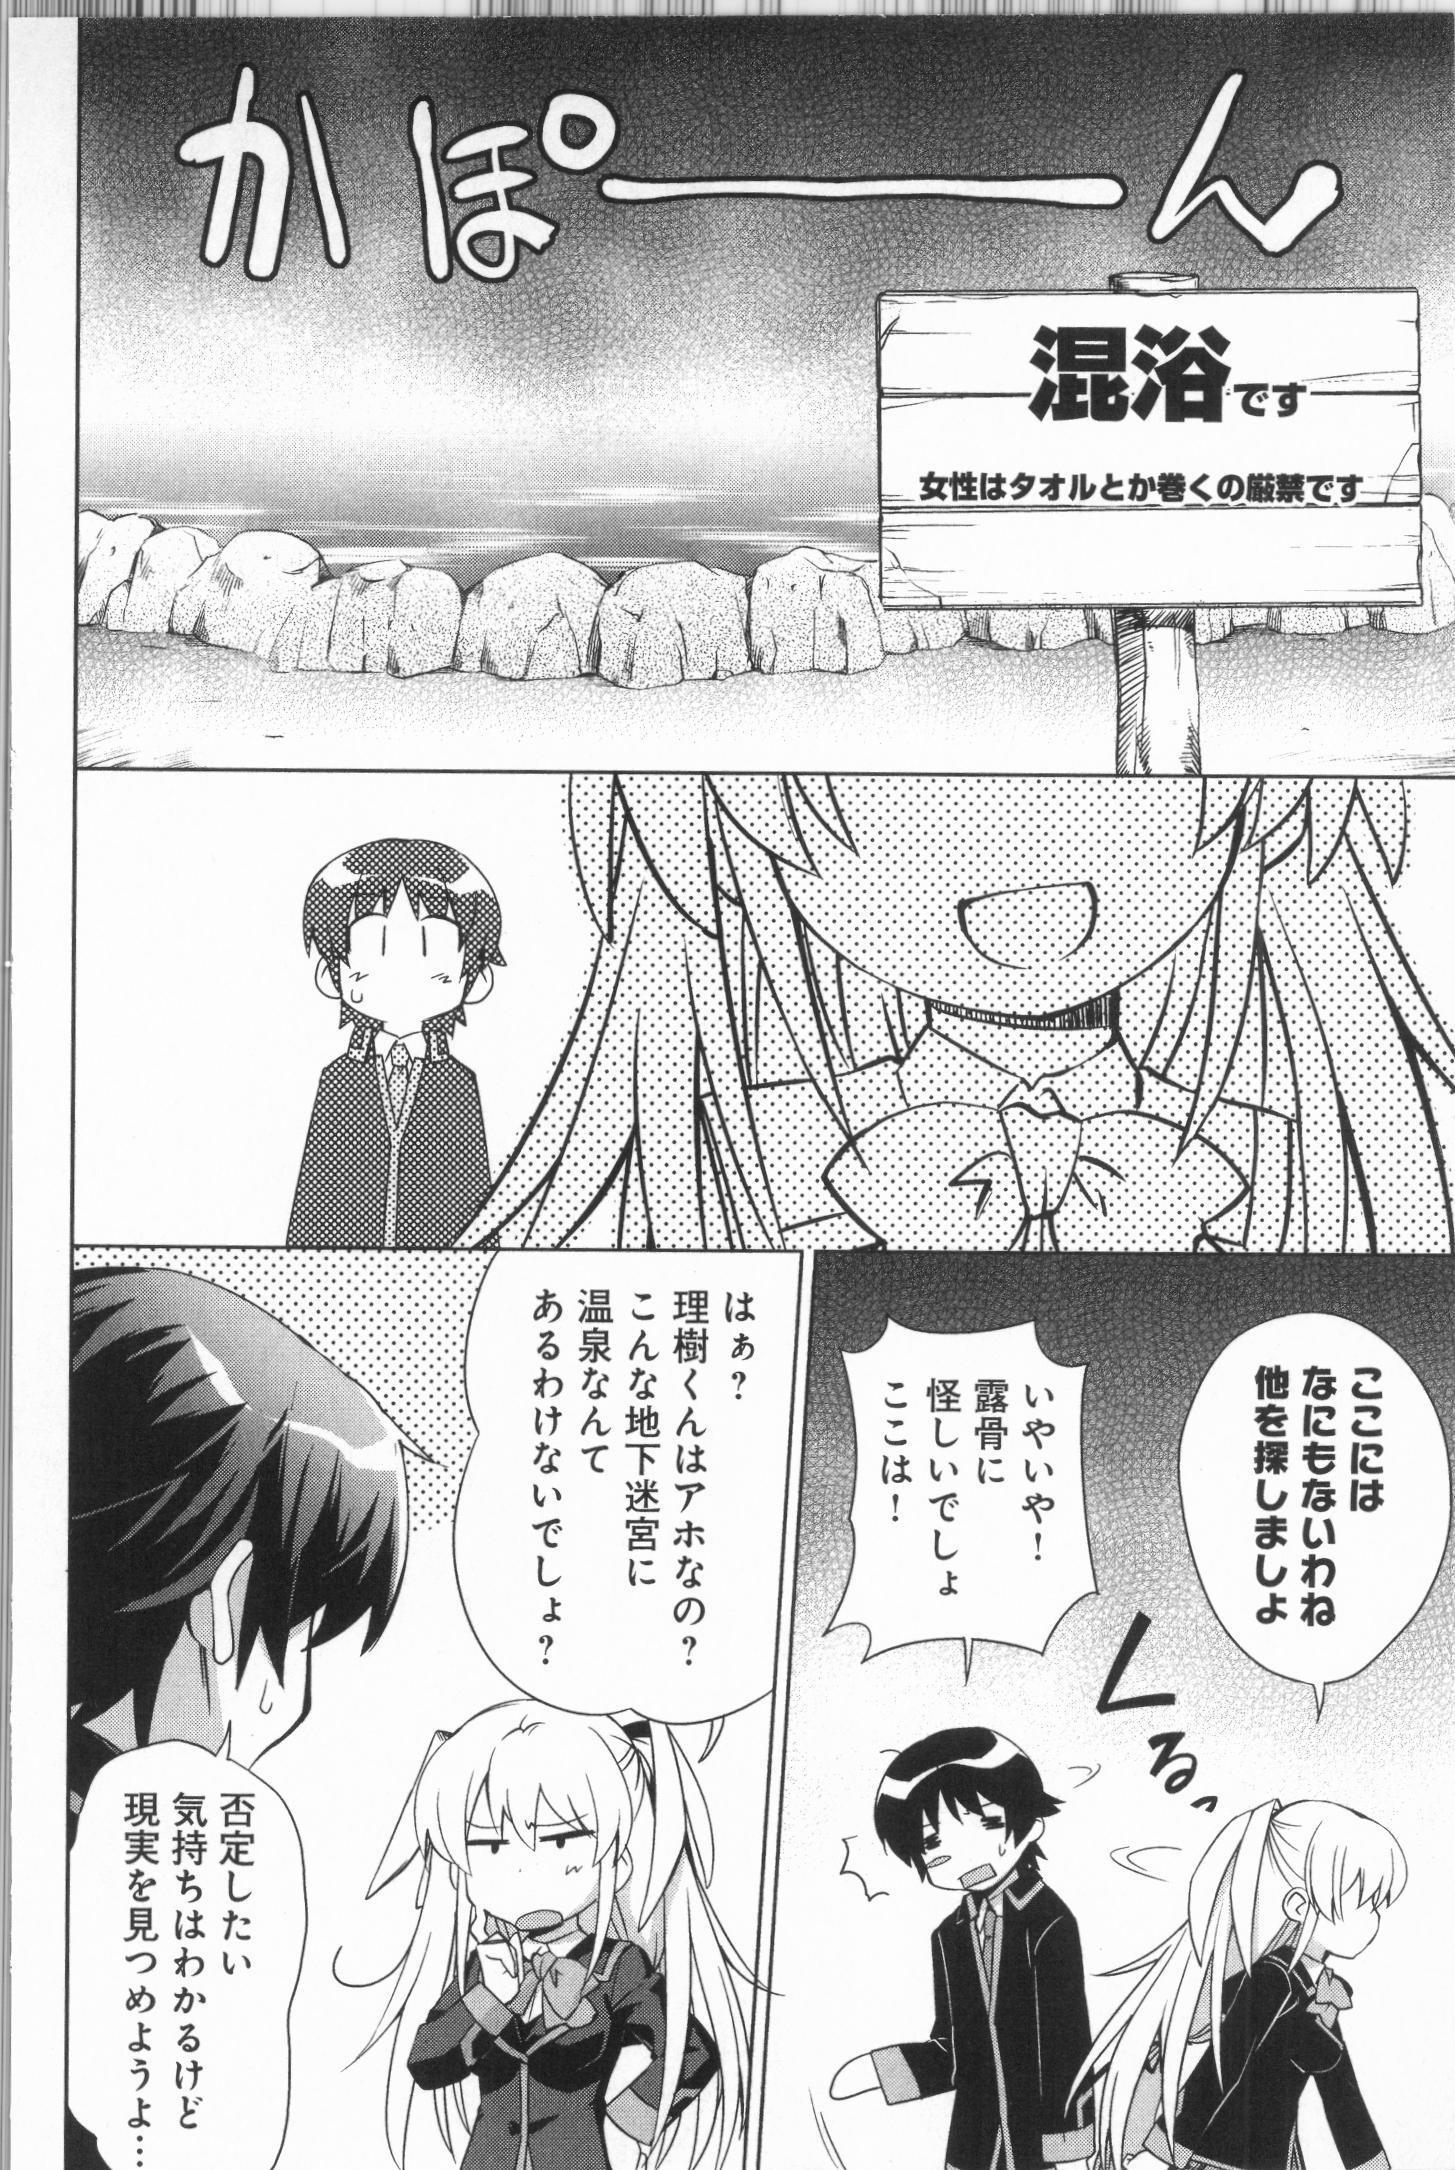 かぽーん
混浴です
女性はタオルとか巻くの厳禁です
ここには
なにもないわね
他を探しましょ
いやいや!
露骨に
怪しいでしょ
ここは!
くるっ
はぁ?
理樹くんはアホなの?
こんな地下迷宮に
温泉なんて
あるわけないでしょ?
否定したい
気持ちはわかるけど
現実を見つめようよ…